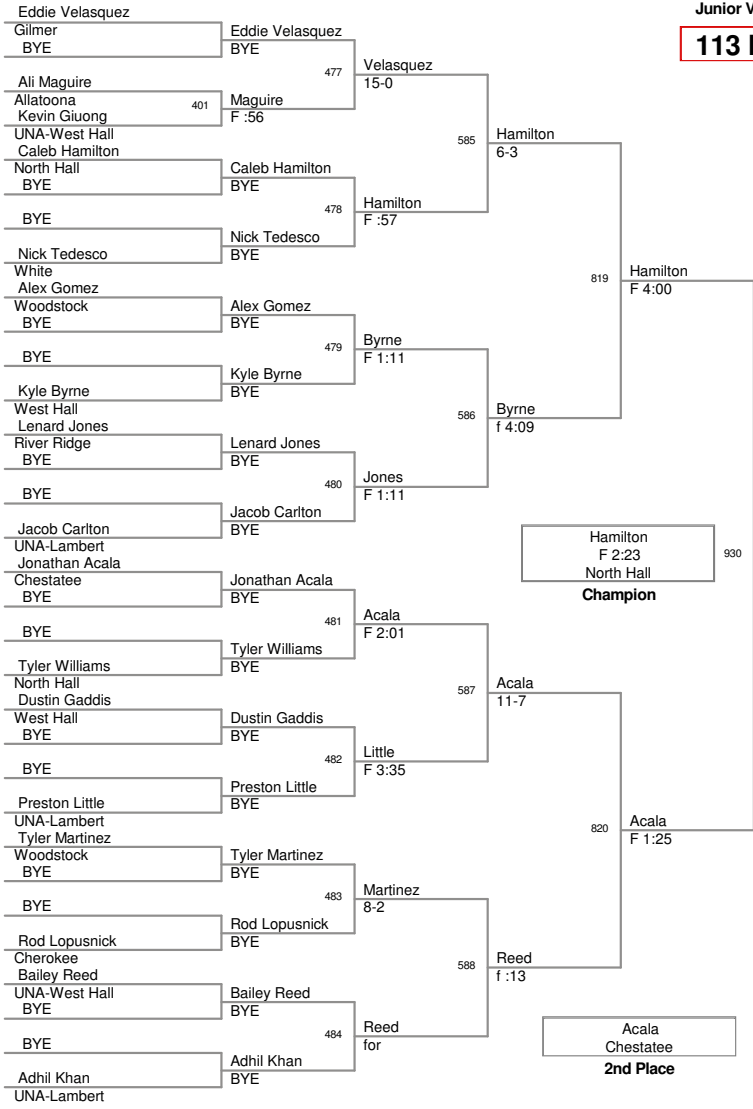 Junior V
113
Eddie Velasquez
Gilmer
BYE
Ali Maguire
Allatoona
Kevin Giuong
UNA-West Hall
Caleb Hamilton
North Hall
BYE
BYE
Nick Tedesco
White
Alex Gomez
Woodstock
BYE
BYE
Kyle Byrne
West Hall
Lenard Jones
River Ridge
BYE
BYE
Jacob Carlton
UNA-Lambert
Jonathan Acala
Chestatee
BYE
BYE
Tyler Williams
North Hall
Dustin Gaddis
West Hall
BYE
BYE
Preston Little
UNA-Lambert
Tyler Martinez
Woodstock
BYE
BYE
Rod Lopusnick
Cherokee
Bailey Reed
UNA-West Hall
BYE
BYE
Adhil Khan
UNA-Lambert
401
Eddie Velasquez
BYE
Maguire
F :56
Caleb Hamilton
BYE
Nick Tedesco
BYE
Alex Gomez
BYE
Kyle Byrne
BYE
Lenard Jones
BYE
Jacob Carlton
BYE
Jonathan Acala
BYE
Tyler Williams
BYE
Dustin Gaddis
BYE
Preston Little
BYE
Tyler Martinez
BYE
Rod Lopusnick
BYE
Bailey Reed
BYE
Adhil Khan
BYE
477
478
479
480
481
482
483
484
Velasquez
15-0
Hamilton
F :57
Byrne
F 1:11
Jones
F 1:11
Acala
F 2:01
Little
F 3:35
Martinez
8-2
Reed
for
585
586
587
588
Hamilton
6-3
Byrne
f 4:09
Acala
11-7
Reed
f :13
819
820
Hamilton
F 4:00
Acala
F 1:25
Hamilton
F 2:23
North Hall
930
Champion
Acala
Chestatee
2nd Place